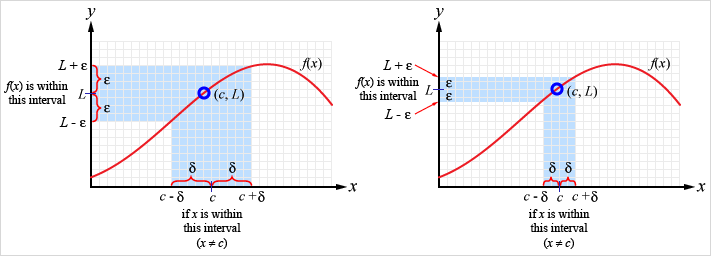 y
L + ε
f(x) is within
this interval
ε
L
ε
L - ε
f(x)
(c, L)
δ δ
x
c - δ c c + δ
if x is within
this interval
(x ≠ c)
y
L + ε
f(x) is within
this interval
ε
L
ε
L - ε
f(x)
(c, L)
δ δ
x
c - δ c c + δ
if x is within
this interval
(x ≠ c)